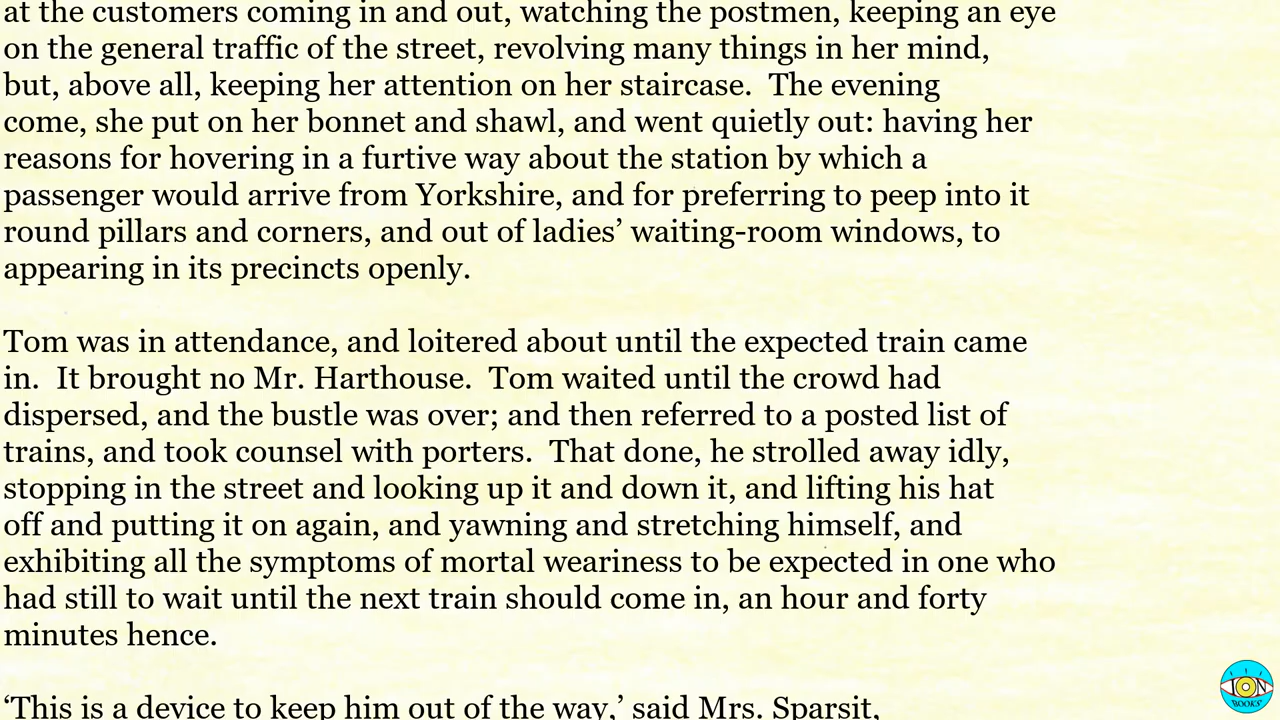 at the customers coming in and out, watching the postmen, keeping an eye
on the general traffic of the street, revolving many things in her mind,
but, above all, keeping her attention on her staircase.  The evening
come, she put on her bonnet and shawl, and went quietly out: having her
reasons for hovering in a furtive way about the station by which a
passenger would arrive from Yorkshire, and for preferring to peep into it
round pillars and corners, and out of ladies’ waiting-room windows, to
appearing in its precincts openly.

Tom was in attendance, and loitered about until the expected train came
in.  It brought no Mr. Harthouse.  Tom waited until the crowd had
dispersed, and the bustle was over; and then referred to a posted list of
trains, and took counsel with porters.  That done, he strolled away idly,
stopping in the street and looking up it and down it, and lifting his hat
off and putting it on again, and yawning and stretching himself, and
exhibiting all the symptoms of mortal weariness to be expected in one who
had still to wait until the next train should come in, an hour and forty
minutes hence.

‘This is a device to keep him out of the way,’ said Mrs. Sparsit,
ION
BOOKS